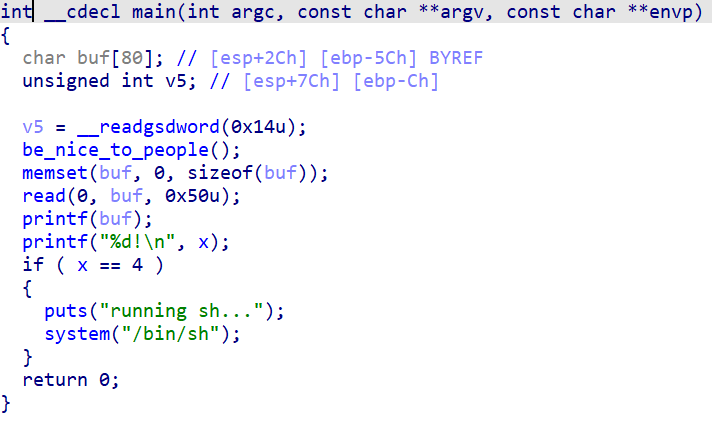 int __cdecl main(int argc, const char **argv, const char **envp)
{
  char buf[80]; // [esp+2Ch] [ebp-5Ch] BYREF
  unsigned int v5; // [esp+7Ch] [ebp-Ch]

  v5 = __readgsdword(0x14u);
  be_nice_to_people();
  memset(buf, 0, sizeof(buf));
  read(0, buf, 0x50u);
  printf(buf);
  printf("%d!\n", x);
  if ( x == 4 )
  {
    puts("running sh...");
    system("/bin/sh");
  }
  return 0;
}